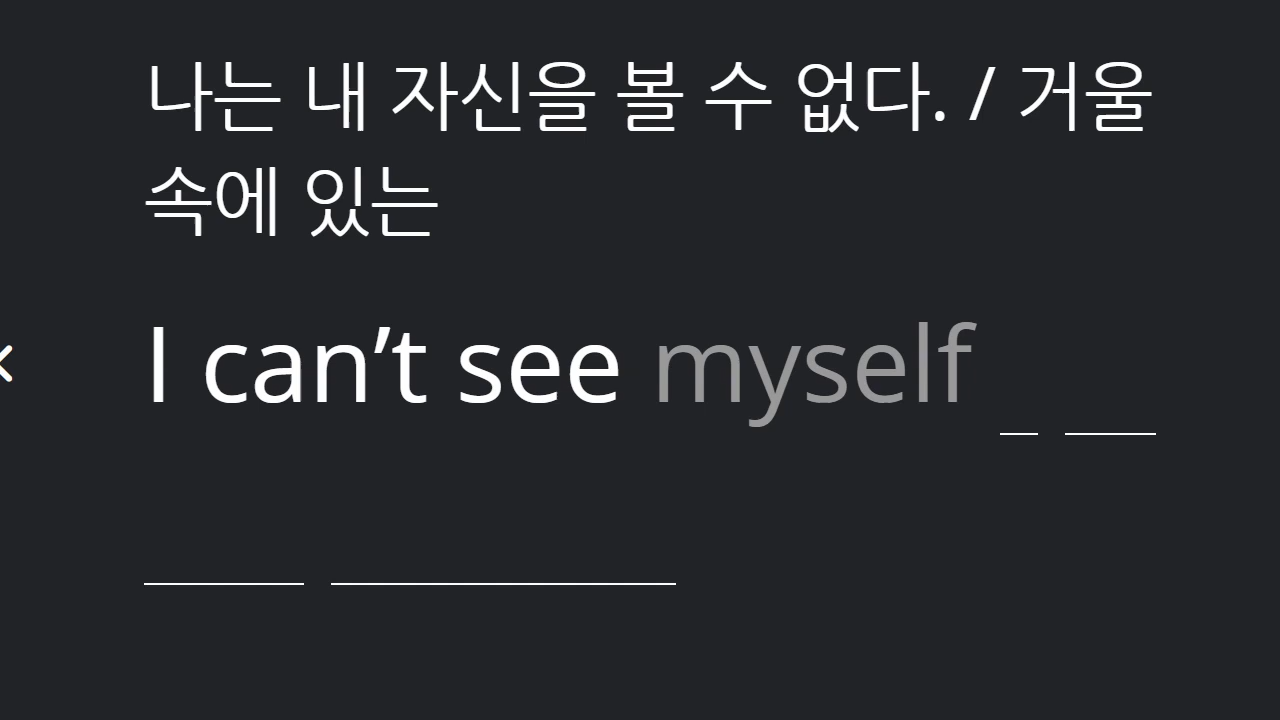 나는 내 자신을 볼 수 없다. / 거울
속에 있는
I can’t see myself